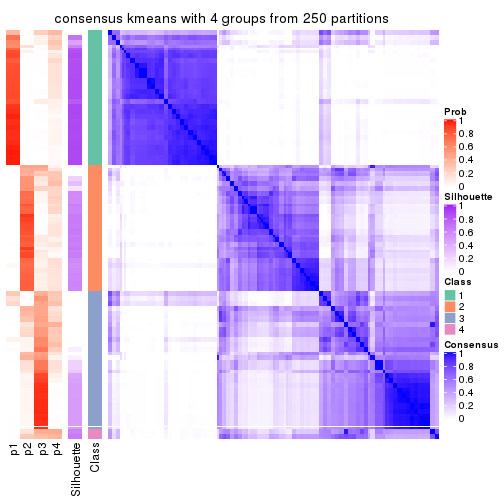 consensus kmeans with 4 groups from 250 partitions
Prob
1
0.8
0.6
0.4
0.2
0
Silhouette
1
0.8
0.6
0.4
0.2
0
Class
1
2
3
4
Consensus
1
0.8
0.6
0.4
0.2
0
p1
p2
p3
p4
Silhouette
Class